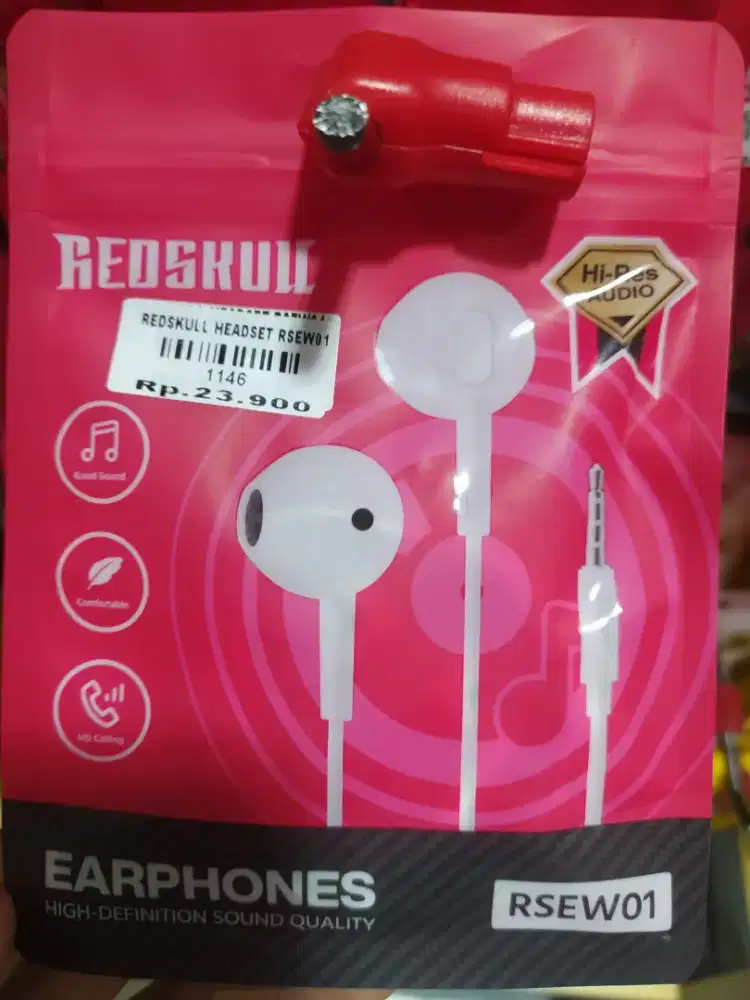 REDSKULL
REDSKULL HEADSET RSEW01
1146
Rp.23.900
Hi-Res
AUDIO
Good Sound
Comfortable
HD Calling
EARPHONES
HIGH-DEFINITION SOUND QUALITY
RSEW01